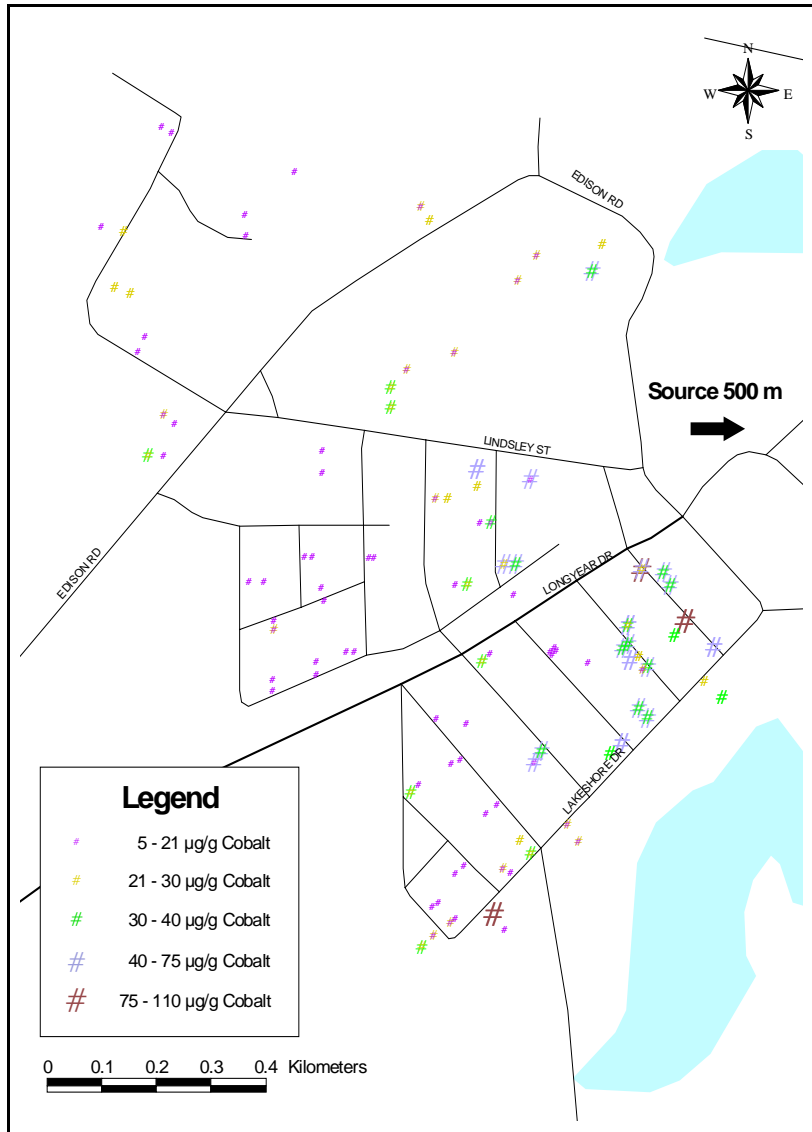 N
W E
S
EDISON RD
Source 500 m
LINDSLEY ST
EDISON RD
LONGYEAR DR
LAKESHORE DR
Legend
# 5 - 21 µg/g Cobalt
# 21 - 30 µg/g Cobalt
# 30 - 40 µg/g Cobalt
# 40 - 75 µg/g Cobalt
# 75 - 110 µg/g Cobalt
0 0.1 0.2 0.3 0.4 Kilometers